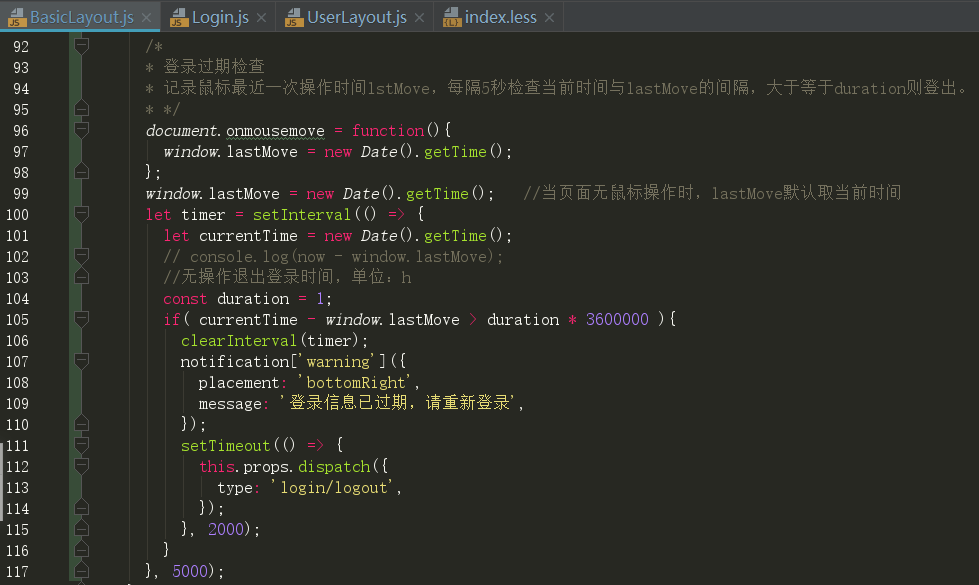 BasicLayout.js × Login.js × UserLayout.js × index.less ×
92 /*
93 * 登录过期检查
94 * 记录鼠标最近一次操作时间lstMove，每隔5秒检查当前时间与lastMove的间隔，大于等于duration则登出。
95 * */
96 document.onmousemove = function(){
97 window.lastMove = new Date().getTime();
98 };
99 window.lastMove = new Date().getTime(); //当页面无鼠标操作时，lastMove默认取当前时间
100 let timer = setInterval(() => {
101 let currentTime = new Date().getTime();
102 // console.log(now - window.lastMove);
103 //无操作退出登录时间，单位：h
104 const duration = 1;
105 if( currentTime - window.lastMove > duration * 3600000 ){
106 clearInterval(timer);
107 notification['warning']({
108 placement: 'bottomRight',
109 message: '登录信息已过期，请重新登录',
110 });
111 setTimeout(() => {
112 this.props.dispatch({
113 type: 'login/logout',
114 });
115 }, 2000);
116 }
117 }, 5000);